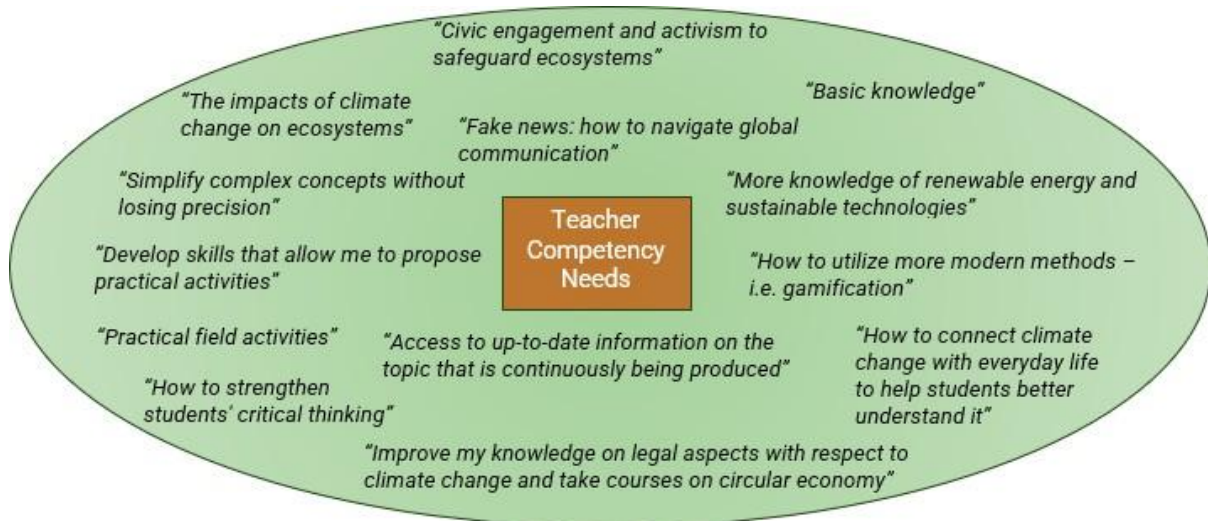 “Civic engagement and activism to
safeguard ecosystems”
“Basic knowledge”
“The impacts of climate
change on ecosystems”
“Fake news: how to navigate global
communication”
“Simplify complex concepts without
losing precision”
“More knowledge of renewable energy and
sustainable technologies”
Teacher
Competency
Needs
“Develop skills that allow me to propose
practical activities”
“How to utilize more modern methods –
i.e. gamification”
“Practical field activities”
“Access to up-to-date information on the
topic that is continuously being produced”
“How to connect climate
change with everyday life
to help students better
understand it”
“How to strengthen
students' critical thinking”
“Improve my knowledge on legal aspects with respect to
climate change and take courses on circular economy”